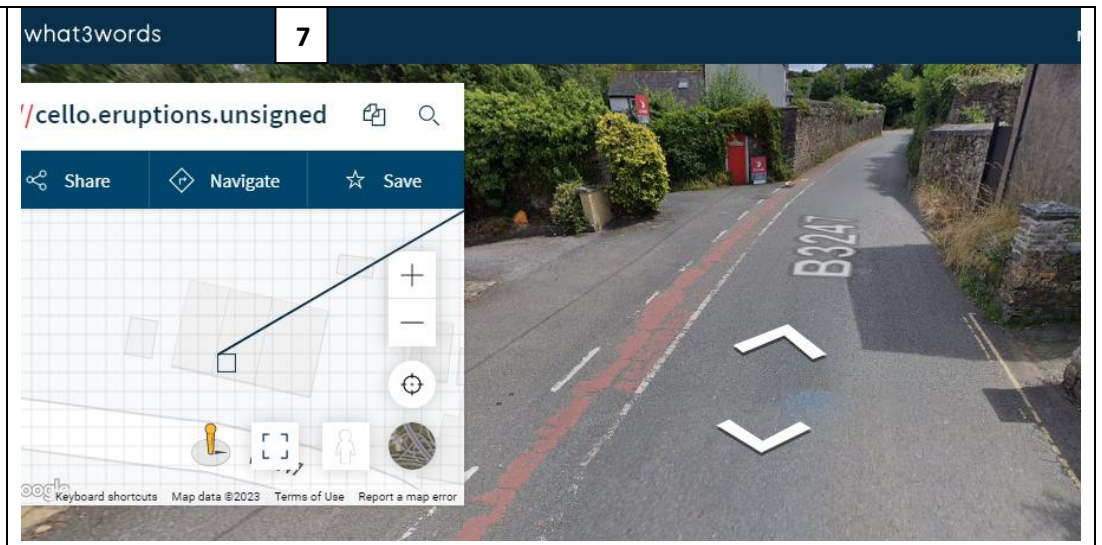 what3words
7
//cello.eruptions.unsigned
Share
Navigate
Save
B3247
Keyboard shortcuts
Map data ©2023
Terms of Use
Report a map error